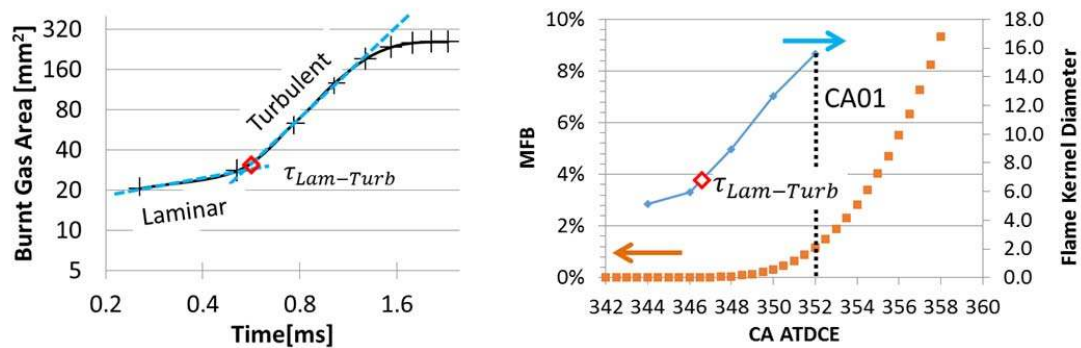 Burnt Gas Area [mm²]
320
160
80
40
20
10
5
0.2 0.4 0.8 1.6
Time[ms]
Laminar
Turbulent
τLam−Turb
MFB
10%
8%
6%
4%
2%
0%
342 344 346 348 350 352 354 356 358 360
CA ATDCE
CA01
τLam−Turb
18.0
16.0
14.0
12.0
10.0
8.0
6.0
4.0
2.0
0.0
Flame Kernel Diameter